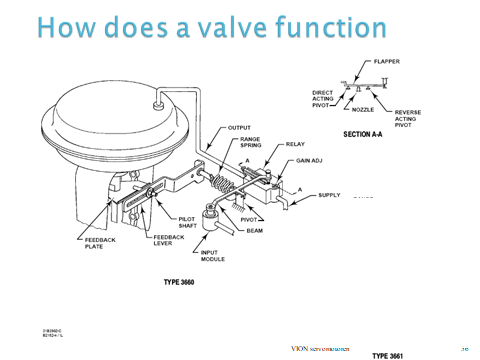 How does a valve function
FLAPPER
DIRECT
ACTING
PIVOT
NOZZLE
REVERSE
ACTING
PIVOT
SECTION A-A
OUTPUT
RANGE
SPRING
RELAY
A
GAIN ADJ
A
SUPPLY
PILOT
SHAFT
PIVOT
FEEDBACK
LEVER
BEAM
FEEDBACK
PLATE
INPUT
MODULE
TYPE 3660
TYPE 3661